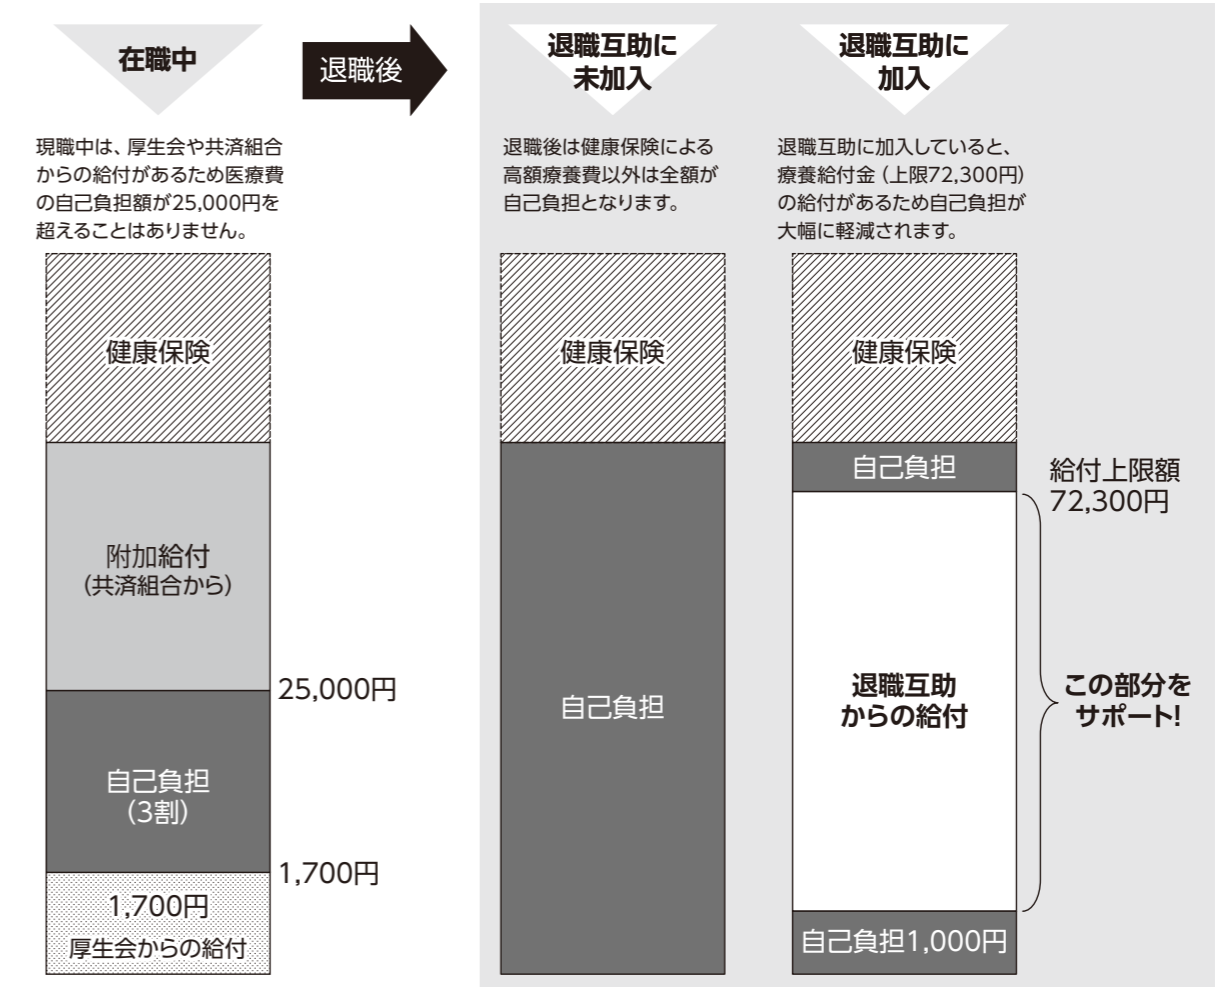 在職中
現職中は、厚生会や共済組合
からの給付があるため医療費
の自己負担額が25,000円を
超えることはありません。
健康保険
附加給付
(共済組合から)
25,000円
自己負担
(3割)
1,700円
1,700円
厚生会からの給付
退職後
退職互助に
未加入
退職後は健康保険による
高額療養費以外は全額が
自己負担となります。
健康保険
自己負担
退職互助に
加入
退職互助に加入していると、
療養給付金(上限72,300円)
の給付があるため自己負担が
大幅に軽減されます。
健康保険
自己負担
給付上限額
72,300円
退職互助
からの給付
この部分を
サポート!
自己負担1,000円